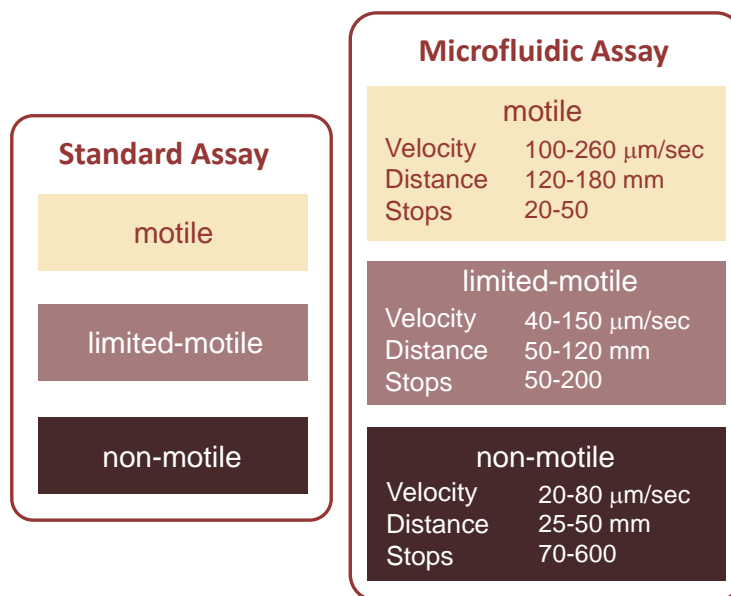 Standard Assay
motile
limited-motile
non-motile
Microfluidic Assay
motile
Velocity 100-260 μm/sec
Distance 120-180 mm
Stops 20-50
limited-motile
Velocity 40-150 μm/sec
Distance 50-120 mm
Stops 50-200
non-motile
Velocity 20-80 μm/sec
Distance 25-50 mm
Stops 70-600